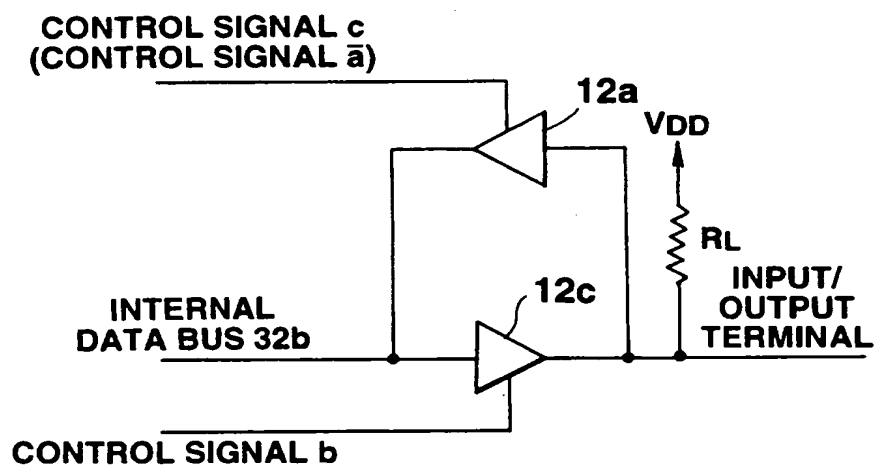 CONTROL SIGNAL c
(CONTROL SIGNAL a̅)
12a
VDD
RL
12c
INPUT/
OUTPUT
TERMINAL
INTERNAL
DATA BUS 32b
CONTROL SIGNAL b